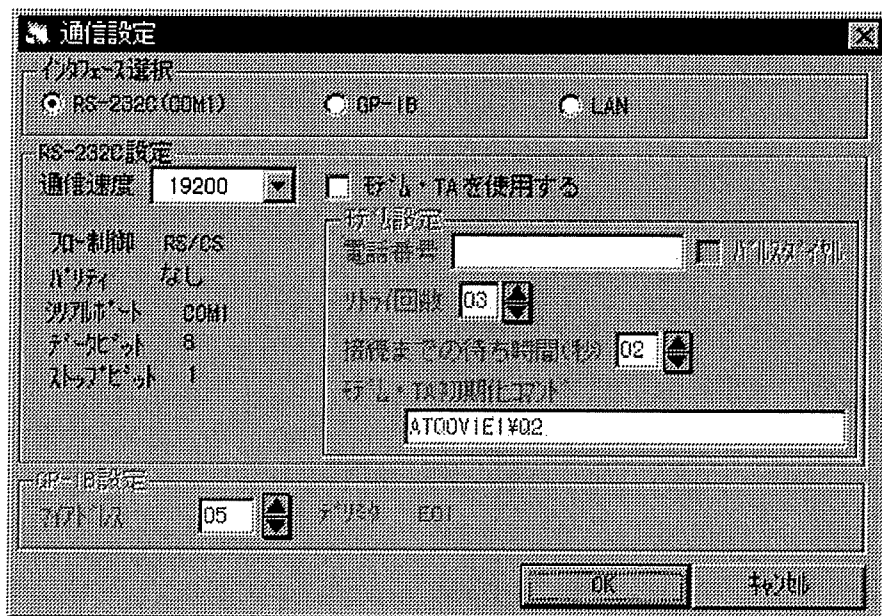 通信設定
ｲﾝﾀﾌｪｰｽ選択
RS-232C(COM1) GP-IB LAN
RS-232C設定
通信速度 19200 ﾓﾃﾞﾑ・TAを使用する
ﾓﾃﾞﾑ設定
ﾌﾛｰ制御 RS/CS 電話番号 ﾊﾟﾙｽﾀﾞｲﾔﾙ
ﾊﾟﾘﾃｨ なし
ﾘﾄﾗｲ回数 03
ｼﾘｱﾙﾎﾟｰﾄ COM1
ﾃﾞｰﾀﾋﾞｯﾄ 8 接続までの待ち時間(秒) 02
ｽﾄｯﾌﾟﾋﾞｯﾄ 1 ﾓﾃﾞﾑ・TA初期化ｺﾏﾝﾄﾞ
ATQ0V1E1¥Q2
GP-IB設定
ﾏｲｱﾄﾞﾚｽ 05 ﾃﾞﾘﾐﾀ EOI
OK ｷｬﾝｾﾙ